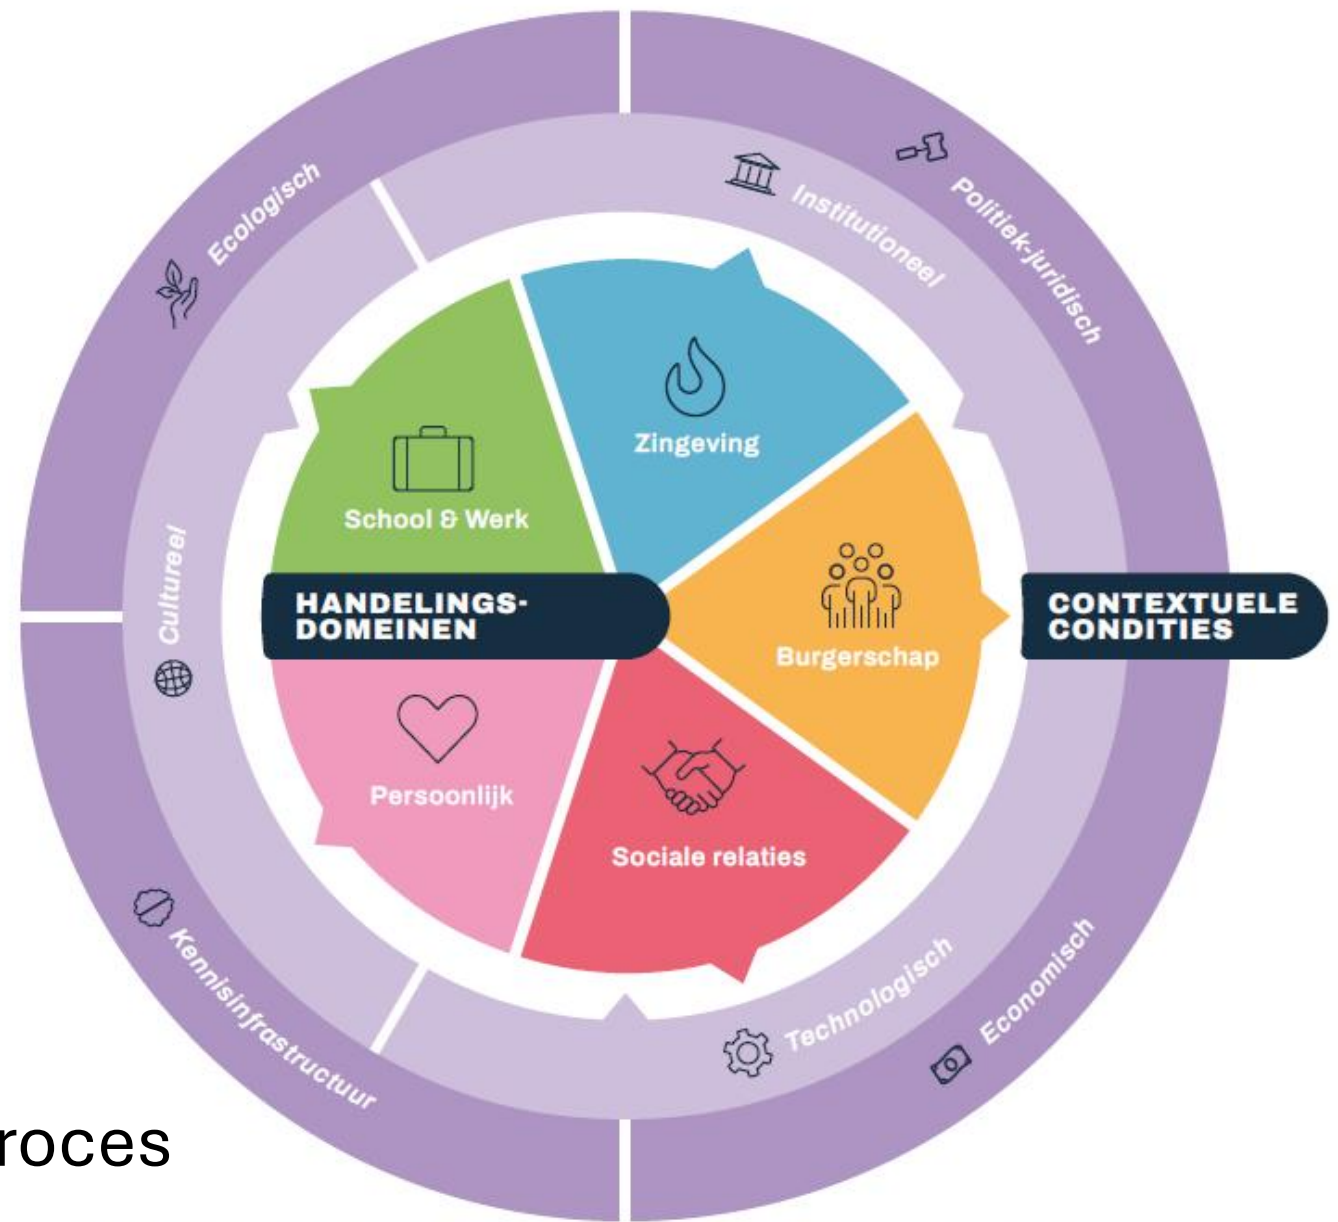 Ecologisch
Politiek-juridisch
Institutioneel
Zingeving
School & Werk
Cultureel
HANDELINGS-
DOMEINEN
Burgerschap
CONTEXTUELE
CONDITIES
Persoonlijk
Sociale relaties
Kennisinfrastructuur
Technologisch
Economisch
roces